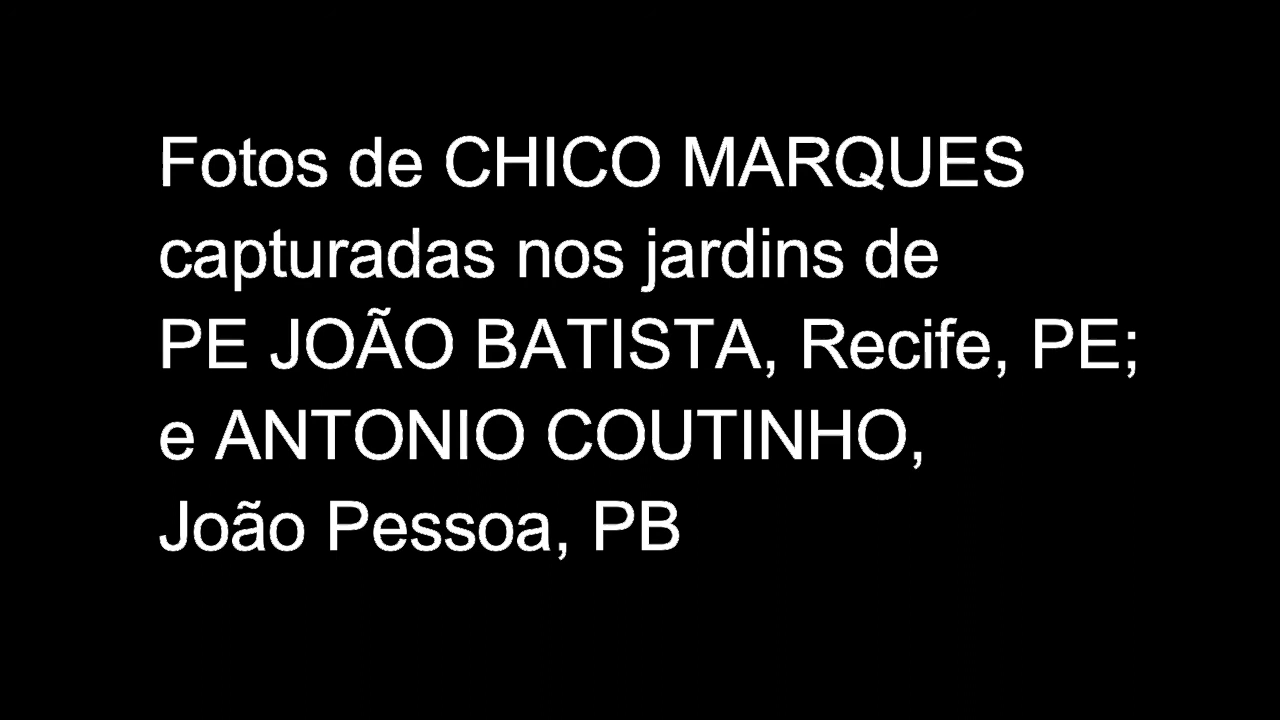 Fotos de CHICO MARQUES
capturadas nos jardins de
PE JOÃO BATISTA, Recife, PE;
e ANTONIO COUTINHO,
João Pessoa, PB